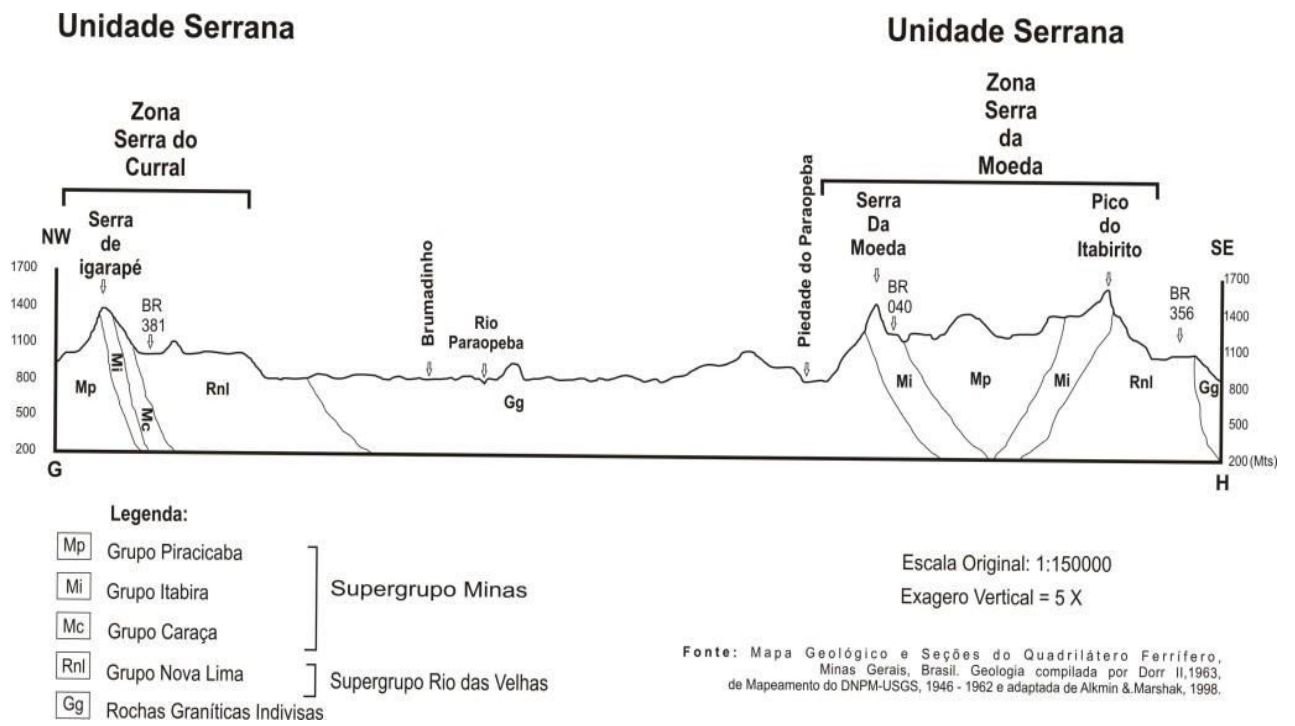 Unidade Serrana
Unidade Serrana
Zona
Serra do
Curral
Zona
Serra
da
Moeda
Serra
de
igarapé
NW
BR
381
Brumadinho
Rio
Paraopeba
Piedade do Paraopeba
Serra
Da
Moeda
BR
040
Pico
do
Itabirito
SE
BR
356
1700
1400
1100
800
500
200
1700
1400
1100
800
500
200 (Mts)
Mp
Mi
Mc
Rnl
Gg
Mi
Mp
Mi
Rnl
Gg
G
H
Legenda:
Mp Grupo Piracicaba
Mi Grupo Itabira
Mc Grupo Caraça
Supergrupo Minas
Rnl Grupo Nova Lima
Supergrupo Rio das Velhas
Gg Rochas Graníticas Indivisas
Escala Original: 1:150000
Exagero Vertical = 5 X
Fonte: Mapa Geológico e Seções do Quadrilátero Ferrífero,
Minas Gerais, Brasil. Geologia compilada por Dorr II,1963,
de Mapeamento do DNPM-USGS, 1946 - 1962 e adaptada de Alkmin &.Marshak, 1998.